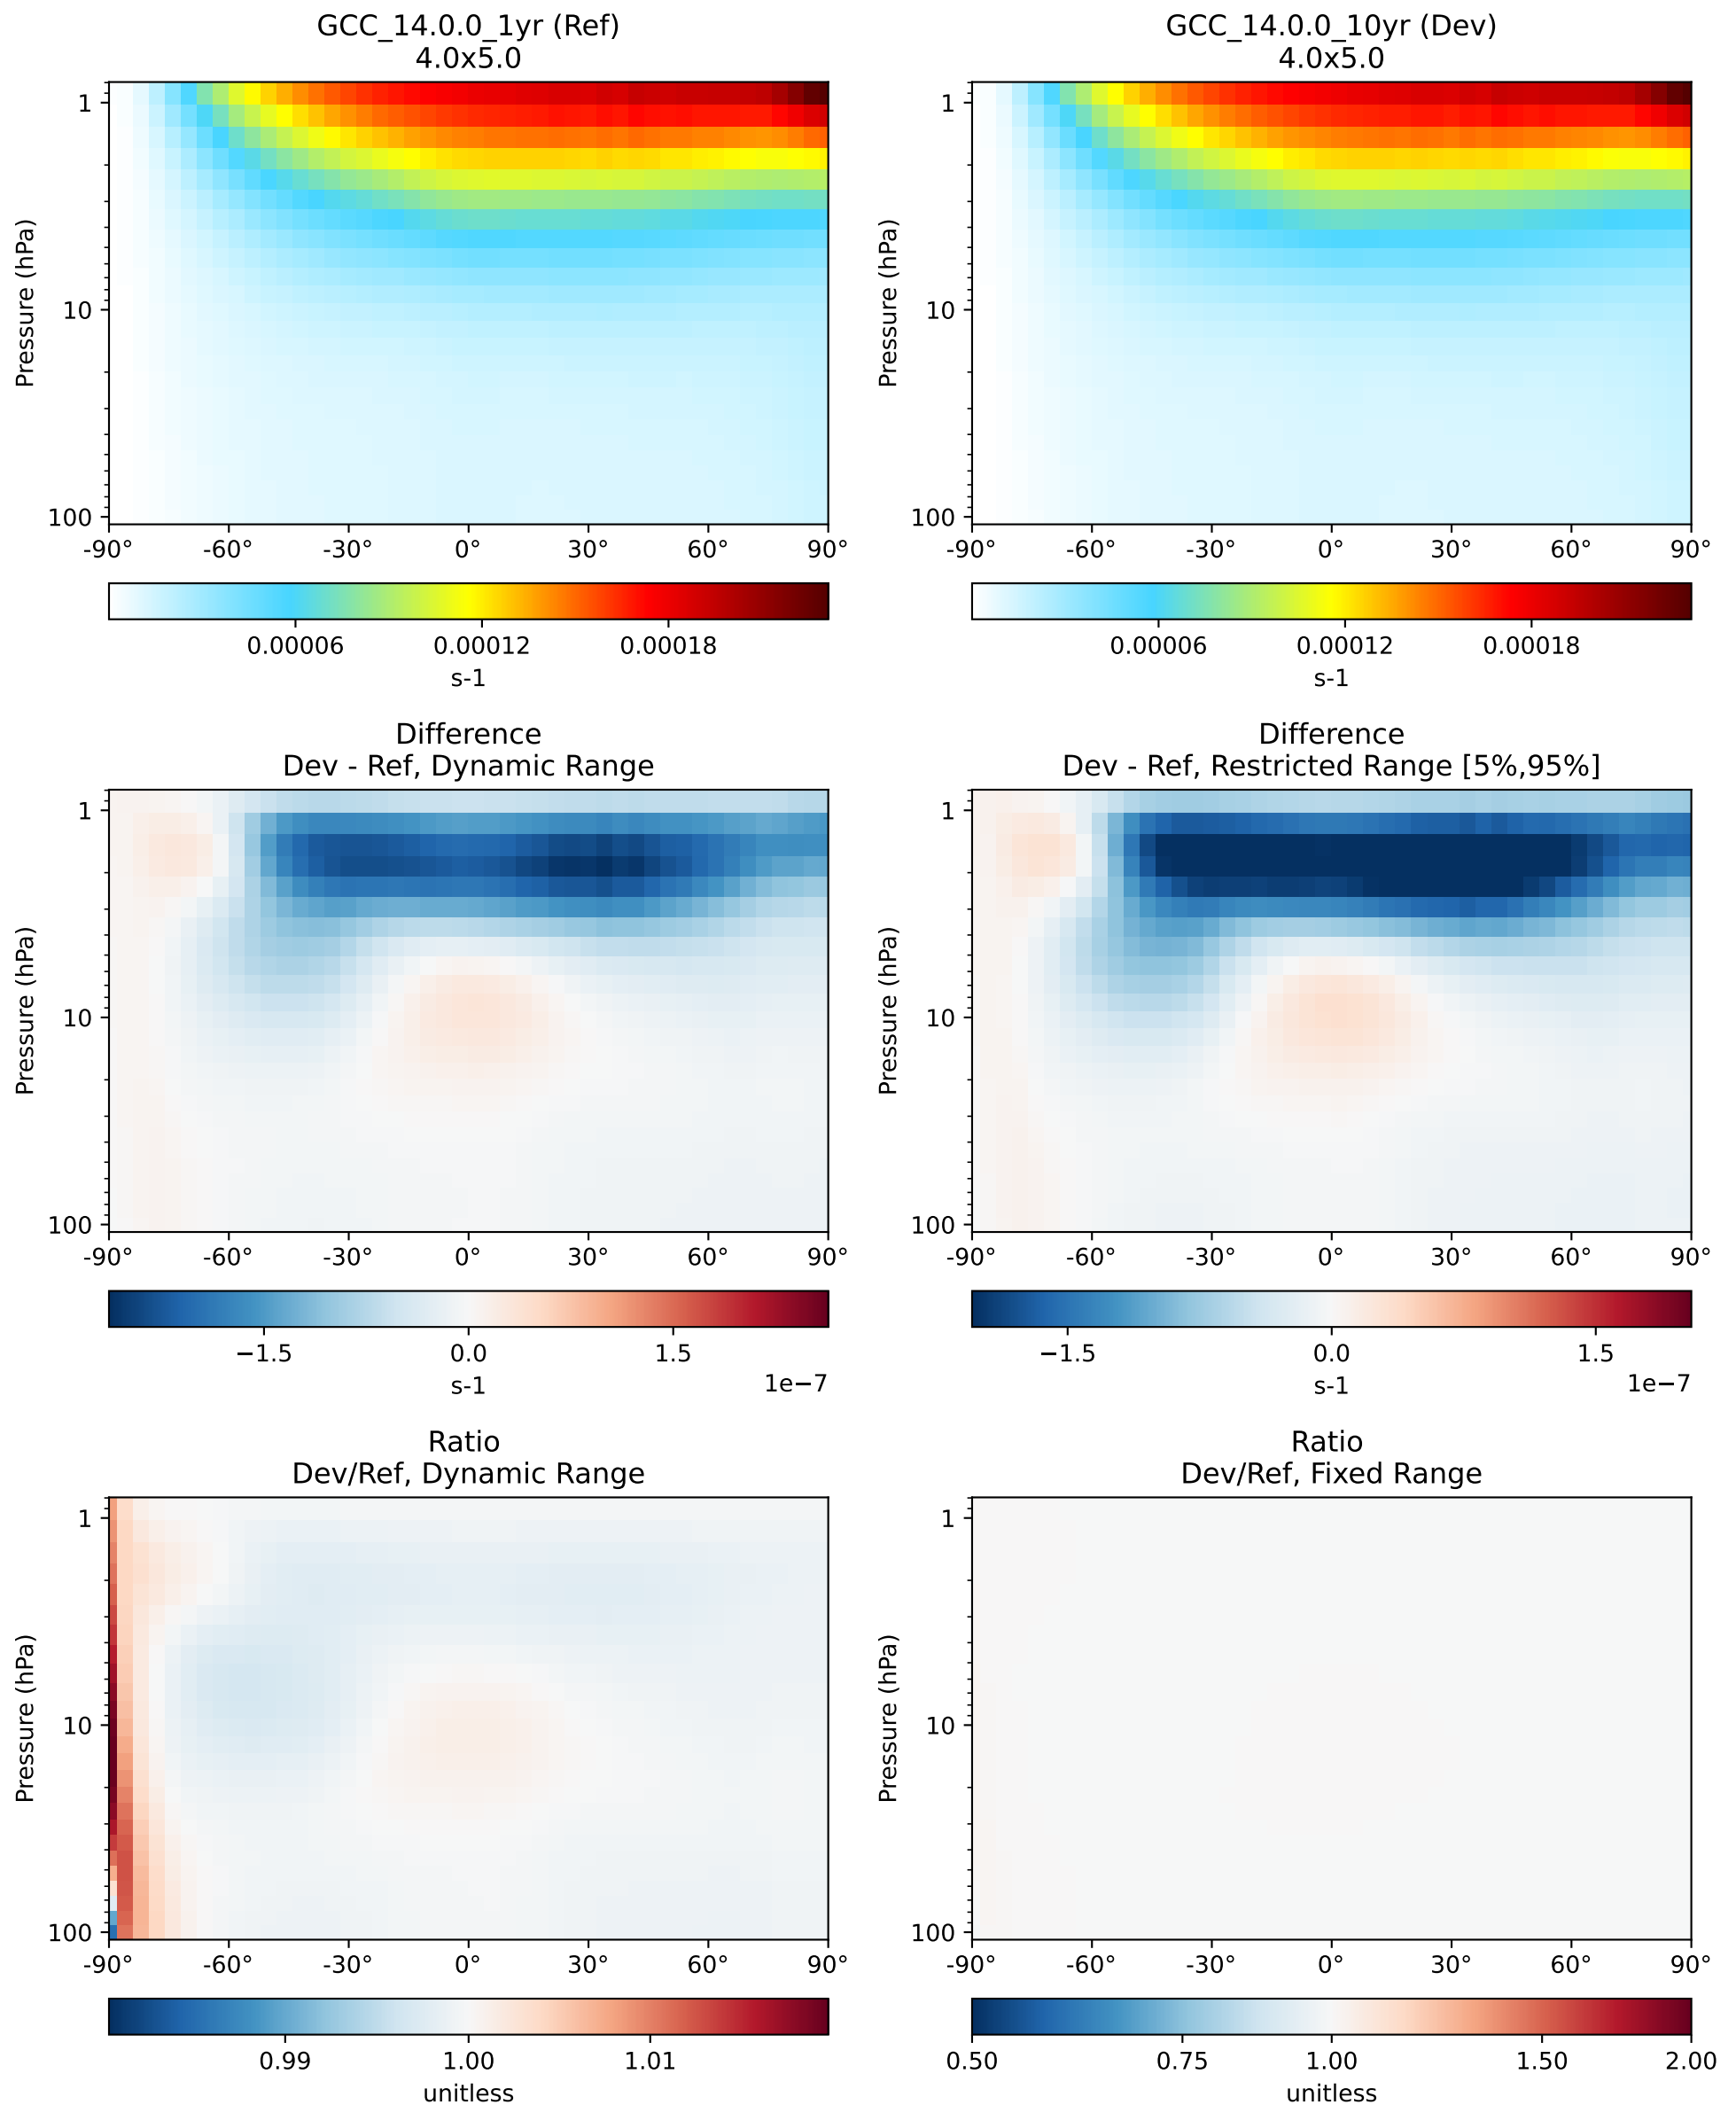 GCC_14.0.0_1yr (Ref)
4.0x5.0
Pressure (hPa)
1
10
100
-90° -60° -30° 0° 30° 60° 90°
0.00006 0.00012 0.00018
s-1
GCC_14.0.0_10yr (Dev)
4.0x5.0
Pressure (hPa)
1
10
100
-90° -60° -30° 0° 30° 60° 90°
0.00006 0.00012 0.00018
s-1
Difference
Dev - Ref, Dynamic Range
Pressure (hPa)
1
10
100
-90° -60° -30° 0° 30° 60° 90°
−1.5 0.0 1.5
s-1 1e−7
Difference
Dev - Ref, Restricted Range [5%,95%]
Pressure (hPa)
1
10
100
-90° -60° -30° 0° 30° 60° 90°
−1.5 0.0 1.5
s-1 1e−7
Ratio
Dev/Ref, Dynamic Range
Pressure (hPa)
1
10
100
-90° -60° -30° 0° 30° 60° 90°
0.99 1.00 1.01
unitless
Ratio
Dev/Ref, Fixed Range
Pressure (hPa)
1
10
100
-90° -60° -30° 0° 30° 60° 90°
0.50 0.75 1.00 1.50 2.00
unitless